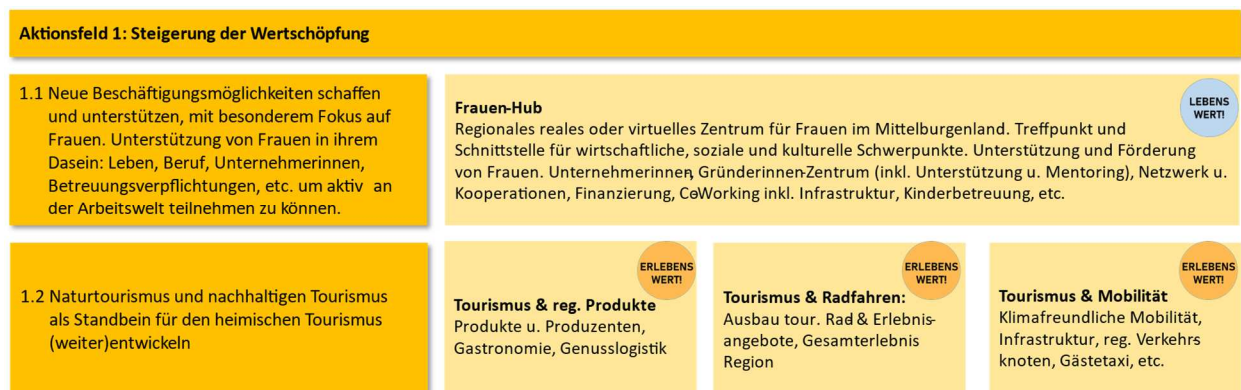 Aktionsfeld 1: Steigerung der Wertschöpfung
1.1 Neue Beschäftigungsmöglichkeiten schaffen
und unterstützen, mit besonderem Fokus auf
Frauen. Unterstützung von Frauen in ihrem
Dasein: Leben, Beruf, Unternehmerinnen,
Betreuungsverpflichtungen, etc. um aktiv an
der Arbeitswelt teilnehmen zu können.
LEBENS
WERT!
Frauen-Hub
Regionales reales oder virtuelles Zentrum für Frauen im Mittelburgenland. Treffpunkt und
Schnittstelle für wirtschaftliche, soziale und kulturelle Schwerpunkte. Unterstützung und Förderung
von Frauen. Unternehmerinnen, Gründerinnen-Zentrum (inkl. Unterstützung u. Mentoring), Netzwerk u.
Kooperationen, Finanzierung, Co-Working inkl. Infrastruktur, Kinderbetreuung, etc.
1.2 Naturtourismus und nachhaltigen Tourismus
als Standbein für den heimischen Tourismus
(weiter)entwickeln
ERLEBENS
WERT!
Tourismus & reg. Produkte
Produkte u. Produzenten,
Gastronomie, Genusslogistik
ERLEBENS
WERT!
Tourismus & Radfahren:
Ausbau tour. Rad- & Erlebnis-
angebote, Gesamterlebnis
Region
ERLEBENS
WERT!
Tourismus & Mobilität
Klimafreundliche Mobilität,
Infrastruktur, reg. Verkehrs-
knoten, Gästetaxi, etc.